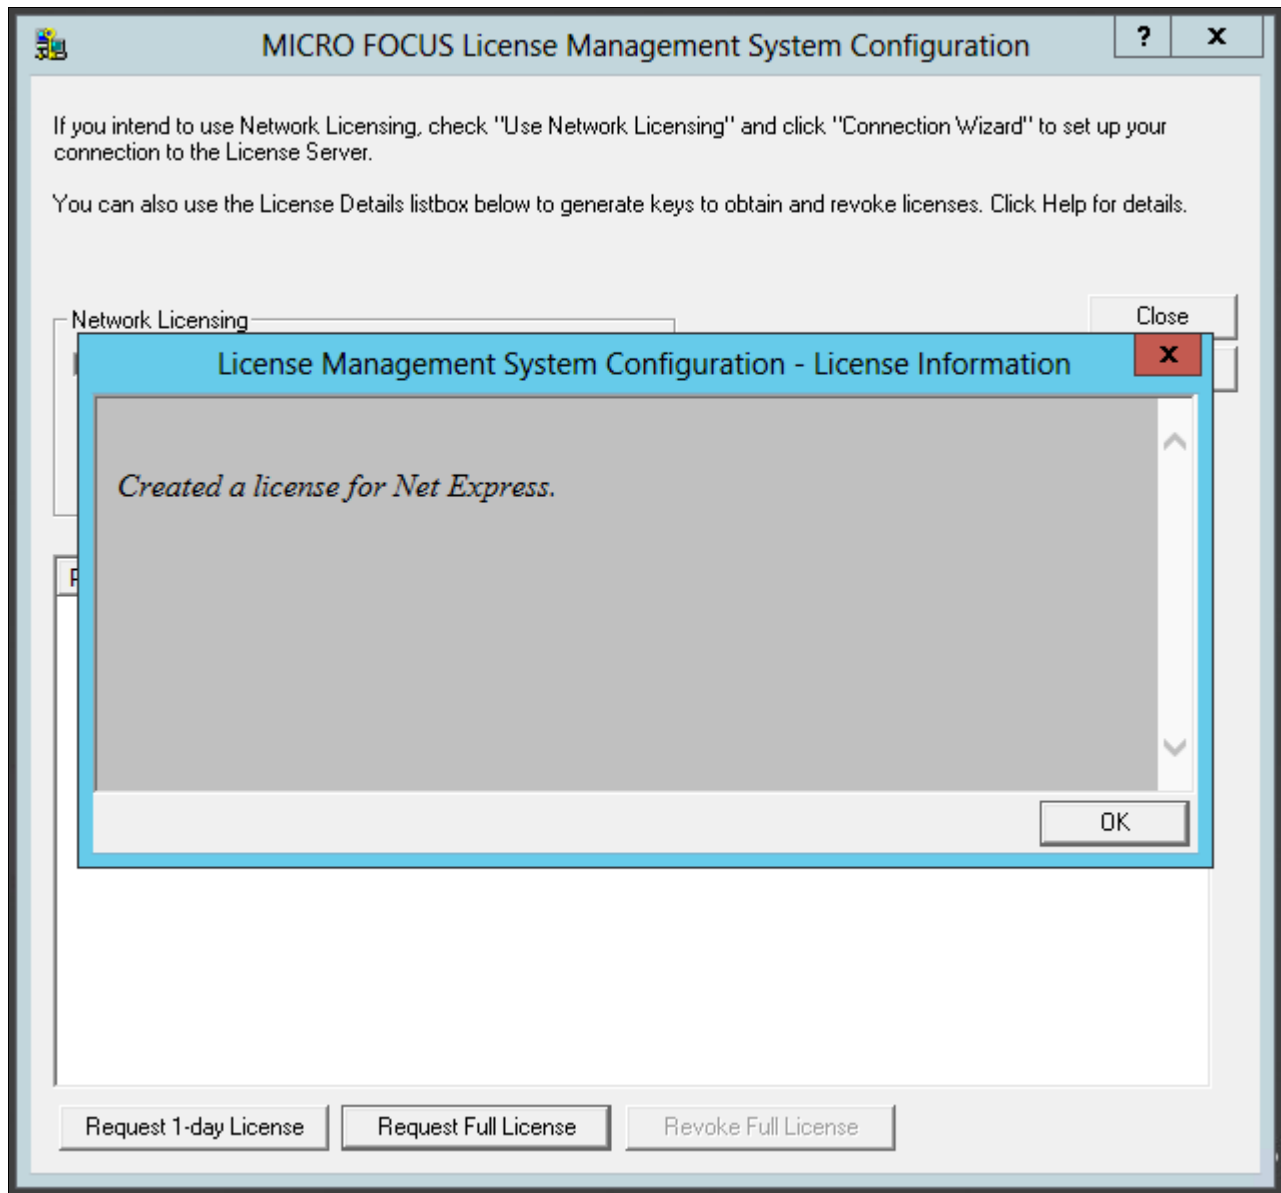 MICRO FOCUS License Management System Configuration
? x
If you intend to use Network Licensing, check "Use Network Licensing" and click "Connection Wizard" to set up your
connection to the License Server.
You can also use the License Details listbox below to generate keys to obtain and revoke licenses. Click Help for details.
Close
Network Licensing
License Management System Configuration - License Information
x
Created a license for Net Express.
OK
Request 1-day License
Request Full License
Revoke Full License